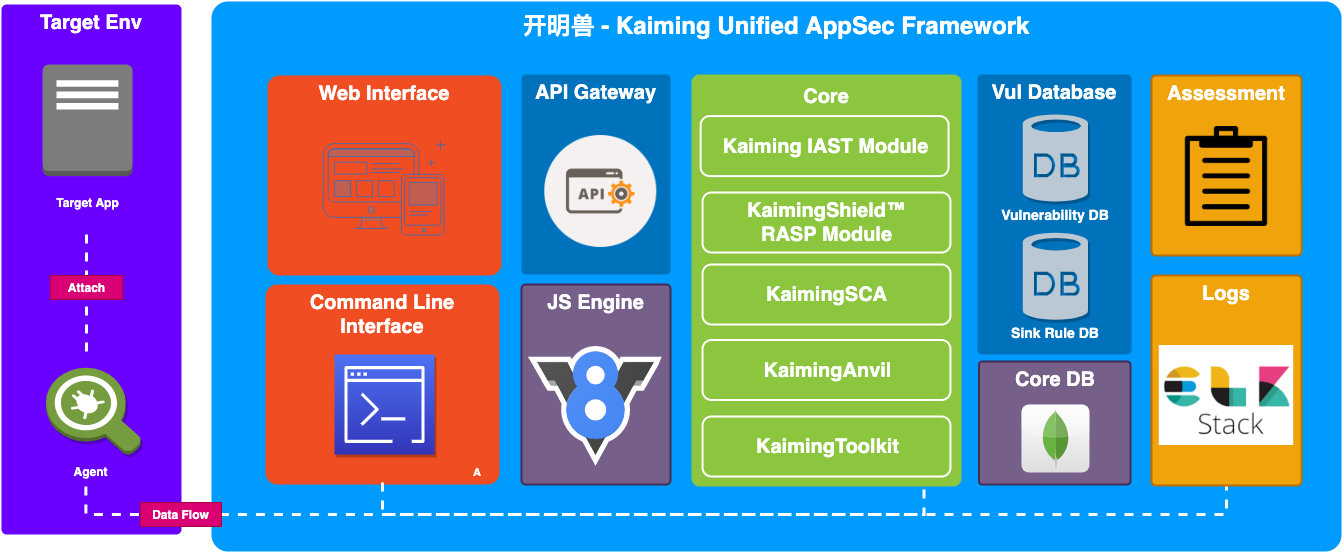 Target Env
Target App
Attach
Agent
Data Flow
开明兽 - Kaiming Unified AppSec Framework
Web Interface
Command Line
Interface
A
API Gateway
API
JS Engine
8
Core
Kaiming IAST Module
KaimingShield™
RASP Module
KaimingSCA
KaimingAnvil
KaimingToolkit
Vul Database
DB
Vulnerability DB
DB
Sink Rule DB
Core DB
Assessment
Logs
ELK
Stack